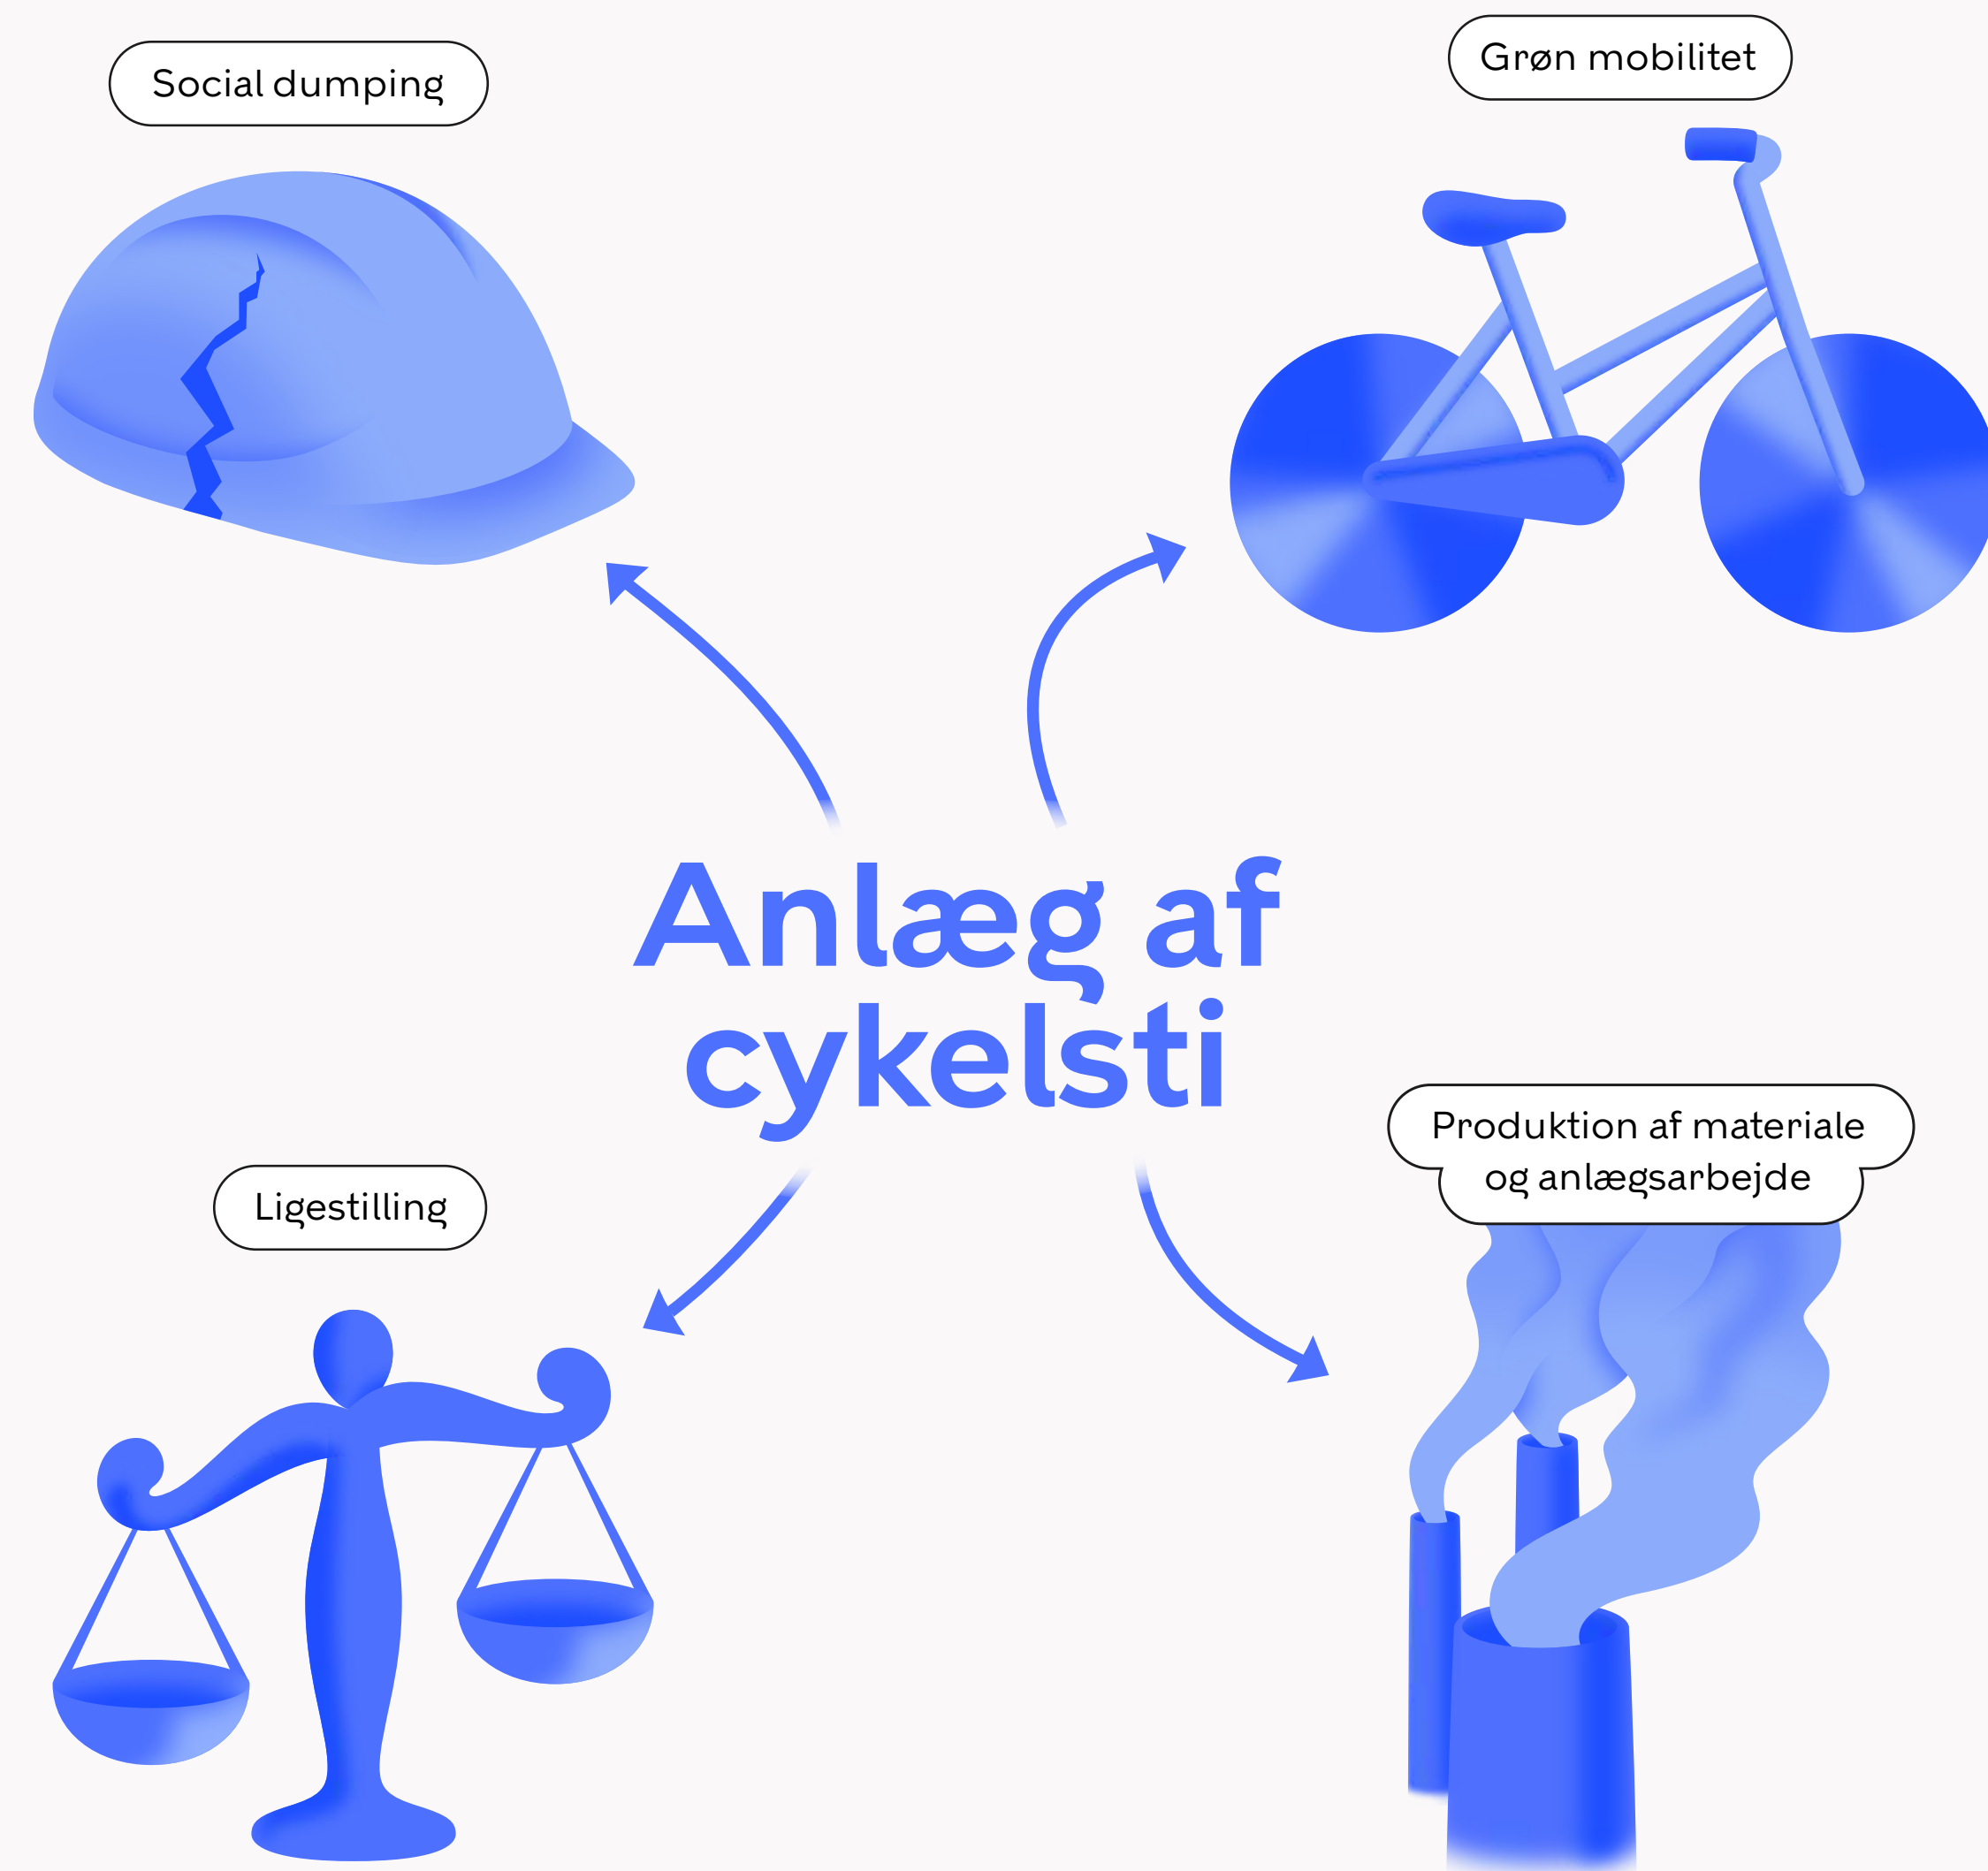 Social dumping
Grøn mobilitet
Anlæg af
cykelsti
Ligestilling
Produktion af materiale
og anlægsarbejde